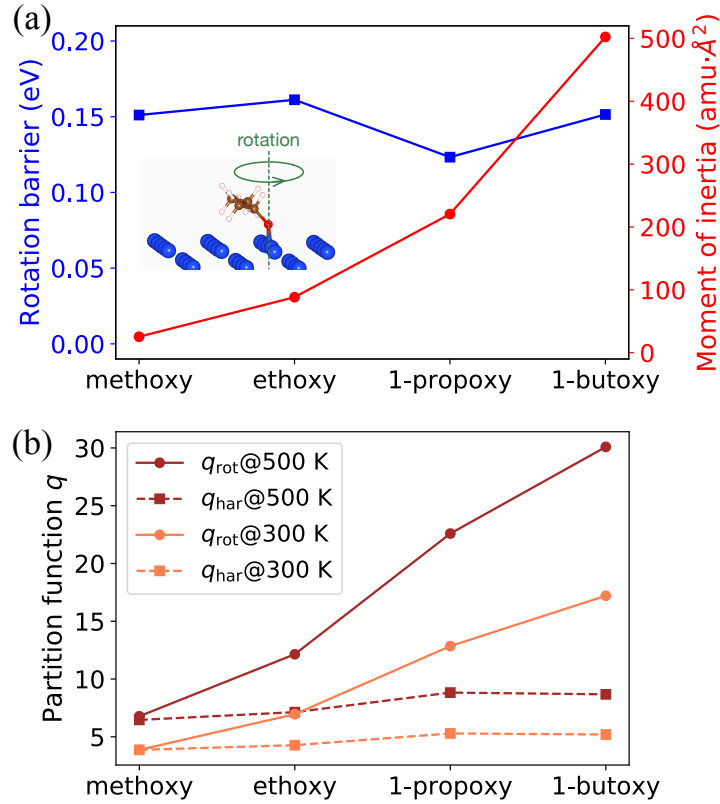 (a)
Rotation barrier (eV)
0.20
0.15
0.10
0.05
0.00
rotation
500
400
300
200
100
0
Moment of inertia (amu·Å²)
methoxy ethoxy 1-propoxy 1-butoxy
(b)
Partition function q
30
25
20
15
10
5
q_rot@500 K
q_har@500 K
q_rot@300 K
q_har@300 K
methoxy ethoxy 1-propoxy 1-butoxy